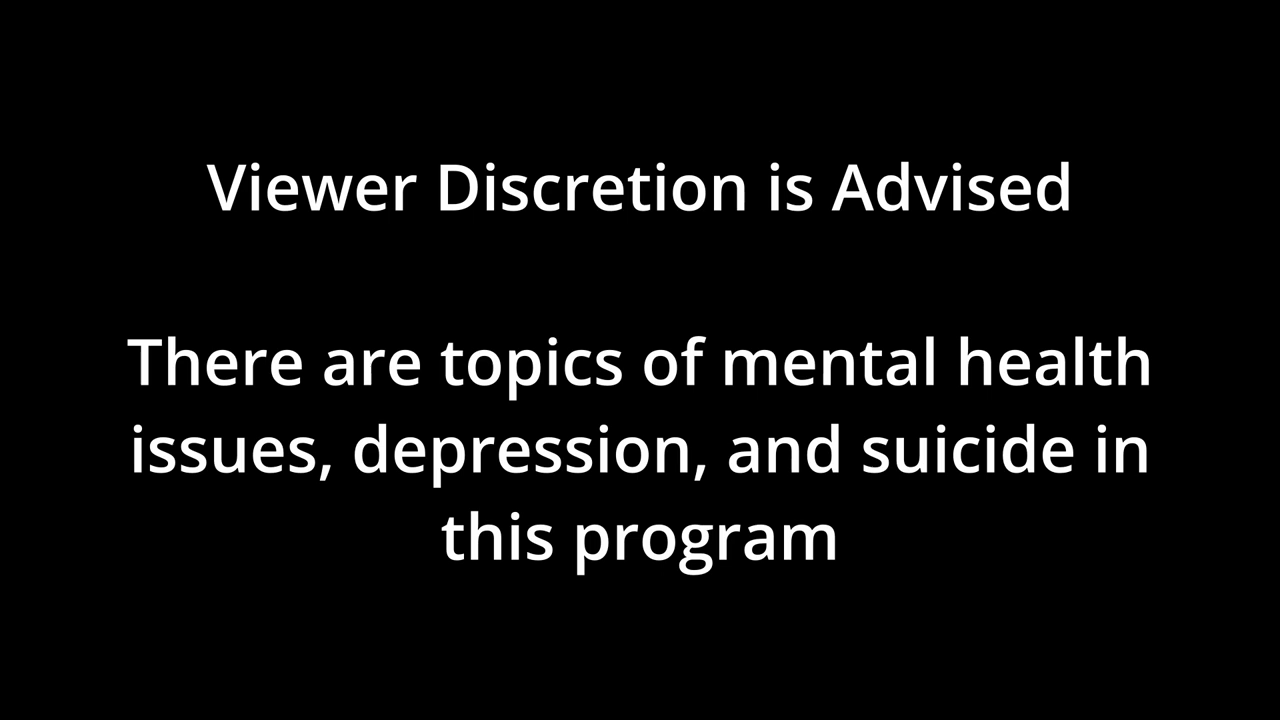 Viewer Discretion is Advised
There are topics of mental health
issues, depression, and suicide in
this program